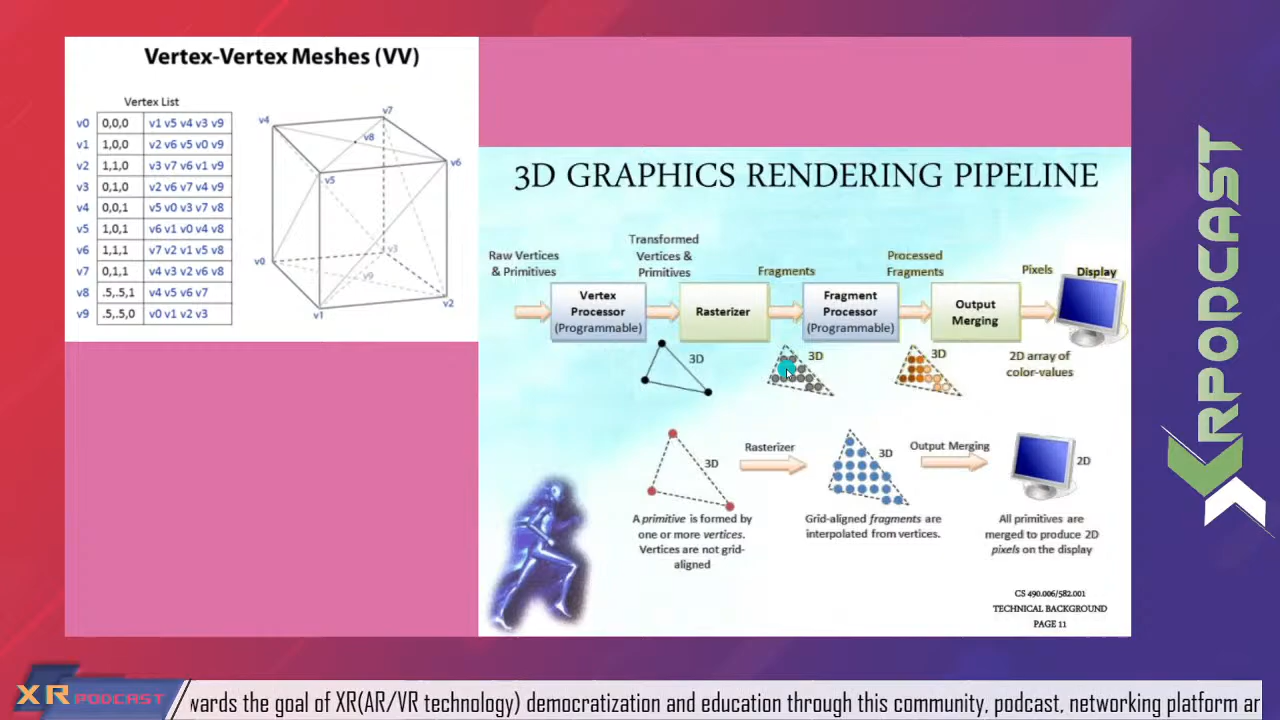 Vertex-Vertex Meshes (VV)
Vertex List
v0 0,0,0 v1 v5 v4 v3 v9
v1 1,0,0 v2 v6 v5 v0 v9
v2 1,1,0 v3 v7 v6 v1 v9
v3 0,1,0 v2 v6 v7 v4 v9
v4 0,0,1 v5 v0 v3 v7 v8
v5 1,0,1 v6 v1 v0 v4 v8
v6 1,1,1 v7 v2 v1 v5 v8
v7 0,1,1 v4 v3 v2 v6 v8
v8 .5,.5,1 v4 v5 v6 v7
v9 .5,.5,0 v0 v1 v2 v3
v7
v4
v8
v6
v5
v3
v0
v9
v2
v1
3D GRAPHICS RENDERING PIPELINE
Raw Vertices
& Primitives
Transformed
Vertices &
Primitives
Fragments
Processed
Fragments
Pixels
Display
Vertex
Processor
(Programmable)
Rasterizer
Fragment
Processor
(Programmable)
Output
Merging
3D
3D
3D
2D array of
color-values
3D
Rasterizer
3D
Output Merging
2D
A primitive is formed by
one or more vertices.
Vertices are not grid-
aligned
Grid-aligned fragments are
interpolated from vertices.
All primitives are
merged to produce 2D
pixels on the display
CS 490.006/582.001
TECHNICAL BACKGROUND
PAGE 11
XRPODCAST
XR PODCAST
wards the goal of XR(AR/VR technology) democratization and education through this community, podcast, networking platform ar